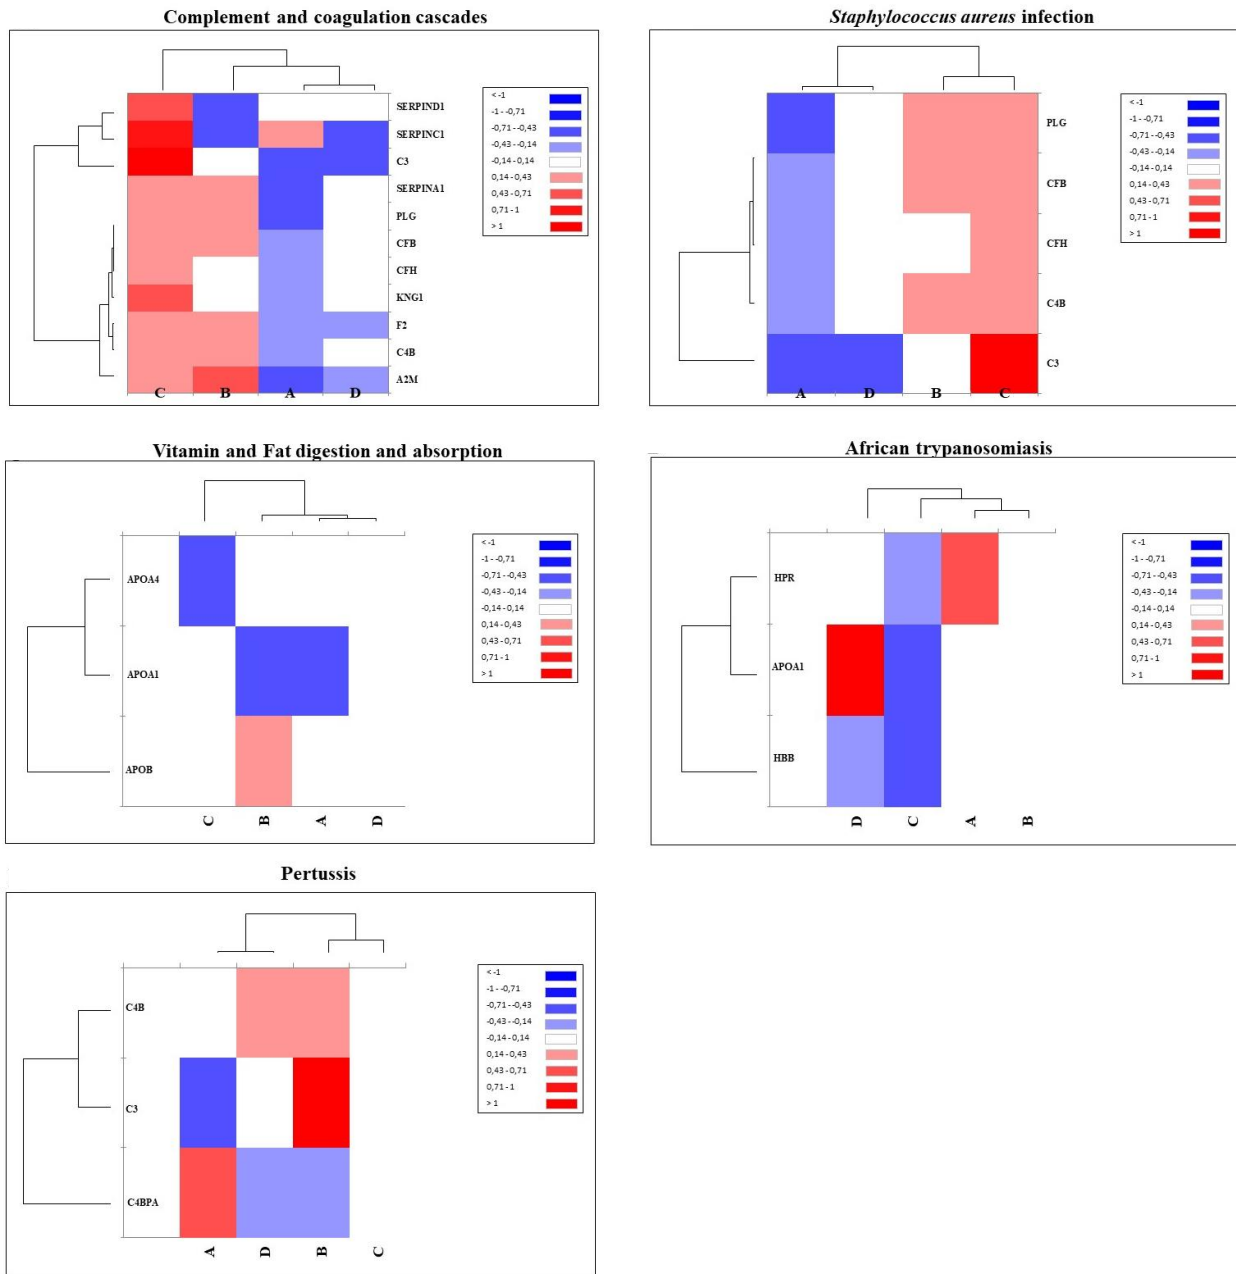 Complement and coagulation cascades
SERPIND1
SERPINC1
C3
SERPINA1
PLG
CFB
CFH
KNG1
F2
C4B
A2M
C B A D
< -1
-1 - -0,71
-0,71 - -0,43
-0,43 - -0,14
-0,14 - 0,14
0,14 - 0,43
0,43 - 0,71
0,71 - 1
> 1
Staphylococcus aureus infection
PLG
CFB
CFH
C4B
C3
A D B C
< -1
-1 - -0,71
-0,71 - -0,43
-0,43 - -0,14
-0,14 - 0,14
0,14 - 0,43
0,43 - 0,71
0,71 - 1
> 1
Vitamin and Fat digestion and absorption
APOA4
APOA1
APOB
C B A D
< -1
-1 - -0,71
-0,71 - -0,43
-0,43 - -0,14
-0,14 - 0,14
0,14 - 0,43
0,43 - 0,71
0,71 - 1
> 1
African trypanosomiasis
HPR
APOA1
HBB
D C A B
< -1
-1 - -0,71
-0,71 - -0,43
-0,43 - -0,14
-0,14 - 0,14
0,14 - 0,43
0,43 - 0,71
0,71 - 1
> 1
Pertussis
C4B
C3
C4BPA
A D B C
< -1
-1 - -0,71
-0,71 - -0,43
-0,43 - -0,14
-0,14 - 0,14
0,14 - 0,43
0,43 - 0,71
0,71 - 1
> 1